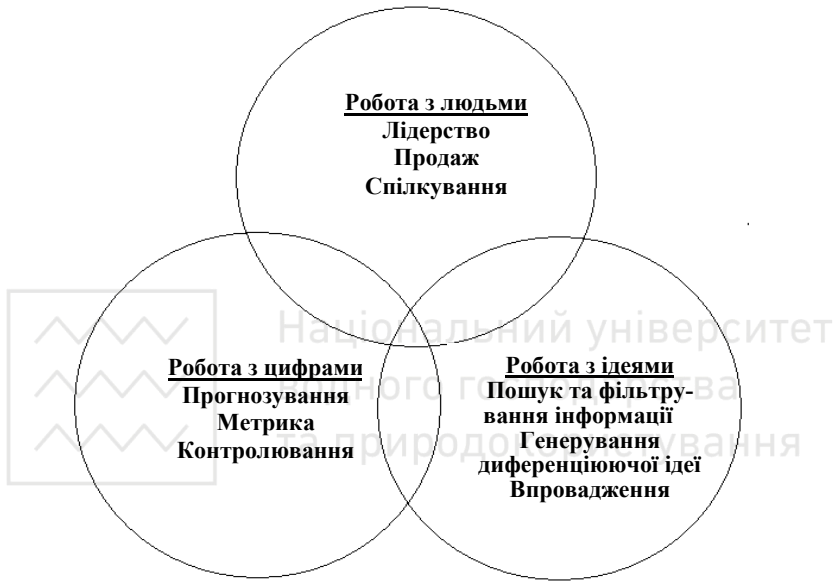 Робота з людьми
Лідерство
Продаж
Спілкування
Національний університет
водного господарства
та природокористування
Робота з цифрами
Прогнозування
Метрика
Контролювання
Робота з ідеями
Пошук та фільтру-
вання інформації
Генерування
диференціюючої ідеї
Впровадження